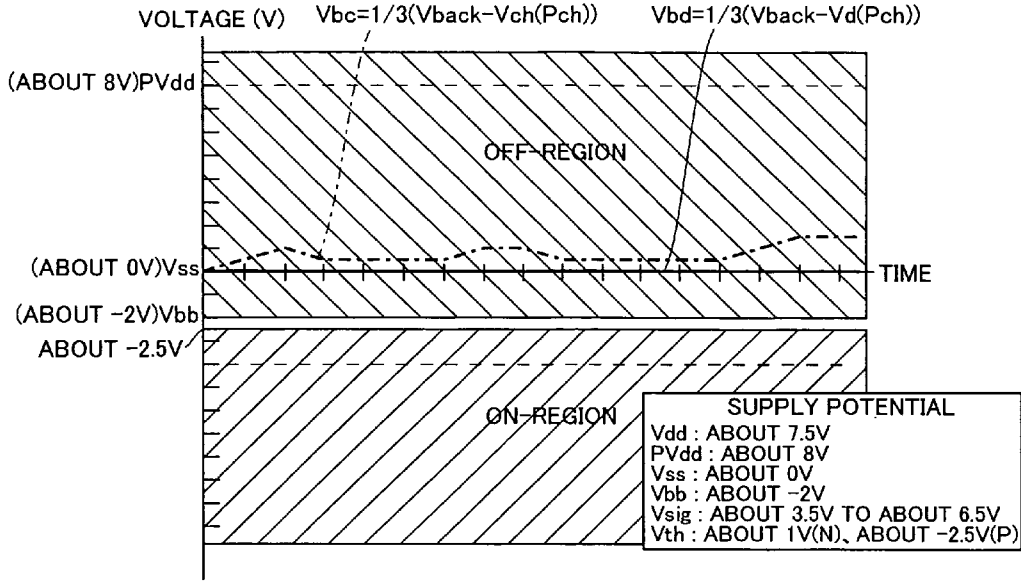 VOLTAGE (V)
Vbc=1/3(Vback-Vch(Pch))
Vbd=1/3(Vback-Vd(Pch))
(ABOUT 8V)PVdd
OFF-REGION
(ABOUT 0V)Vss
TIME
(ABOUT -2V)Vbb
ABOUT -2.5V
ON-REGION
SUPPLY POTENTIAL
Vdd : ABOUT 7.5V
PVdd : ABOUT 8V
Vss : ABOUT 0V
Vbb : ABOUT -2V
Vsig : ABOUT 3.5V TO ABOUT 6.5V
Vth : ABOUT 1V(N)、ABOUT -2.5V(P)